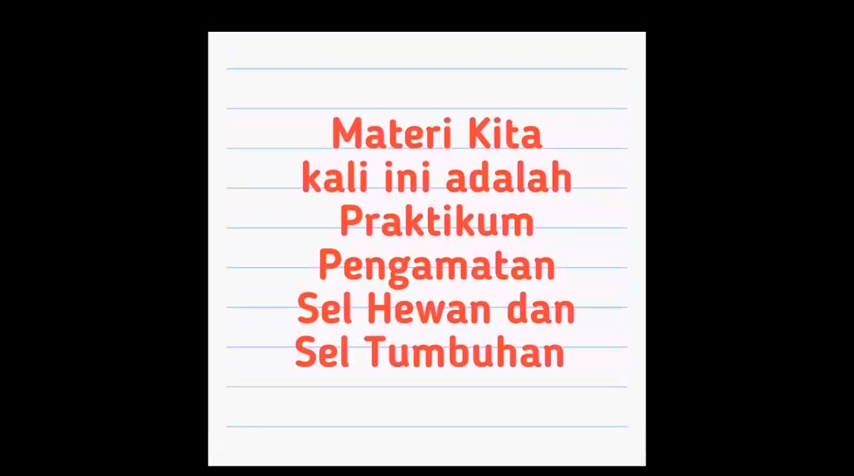 Materi Kita
kali ini adalah
Praktikum
Pengamatan
Sel Hewan dan
Sel Tumbuhan